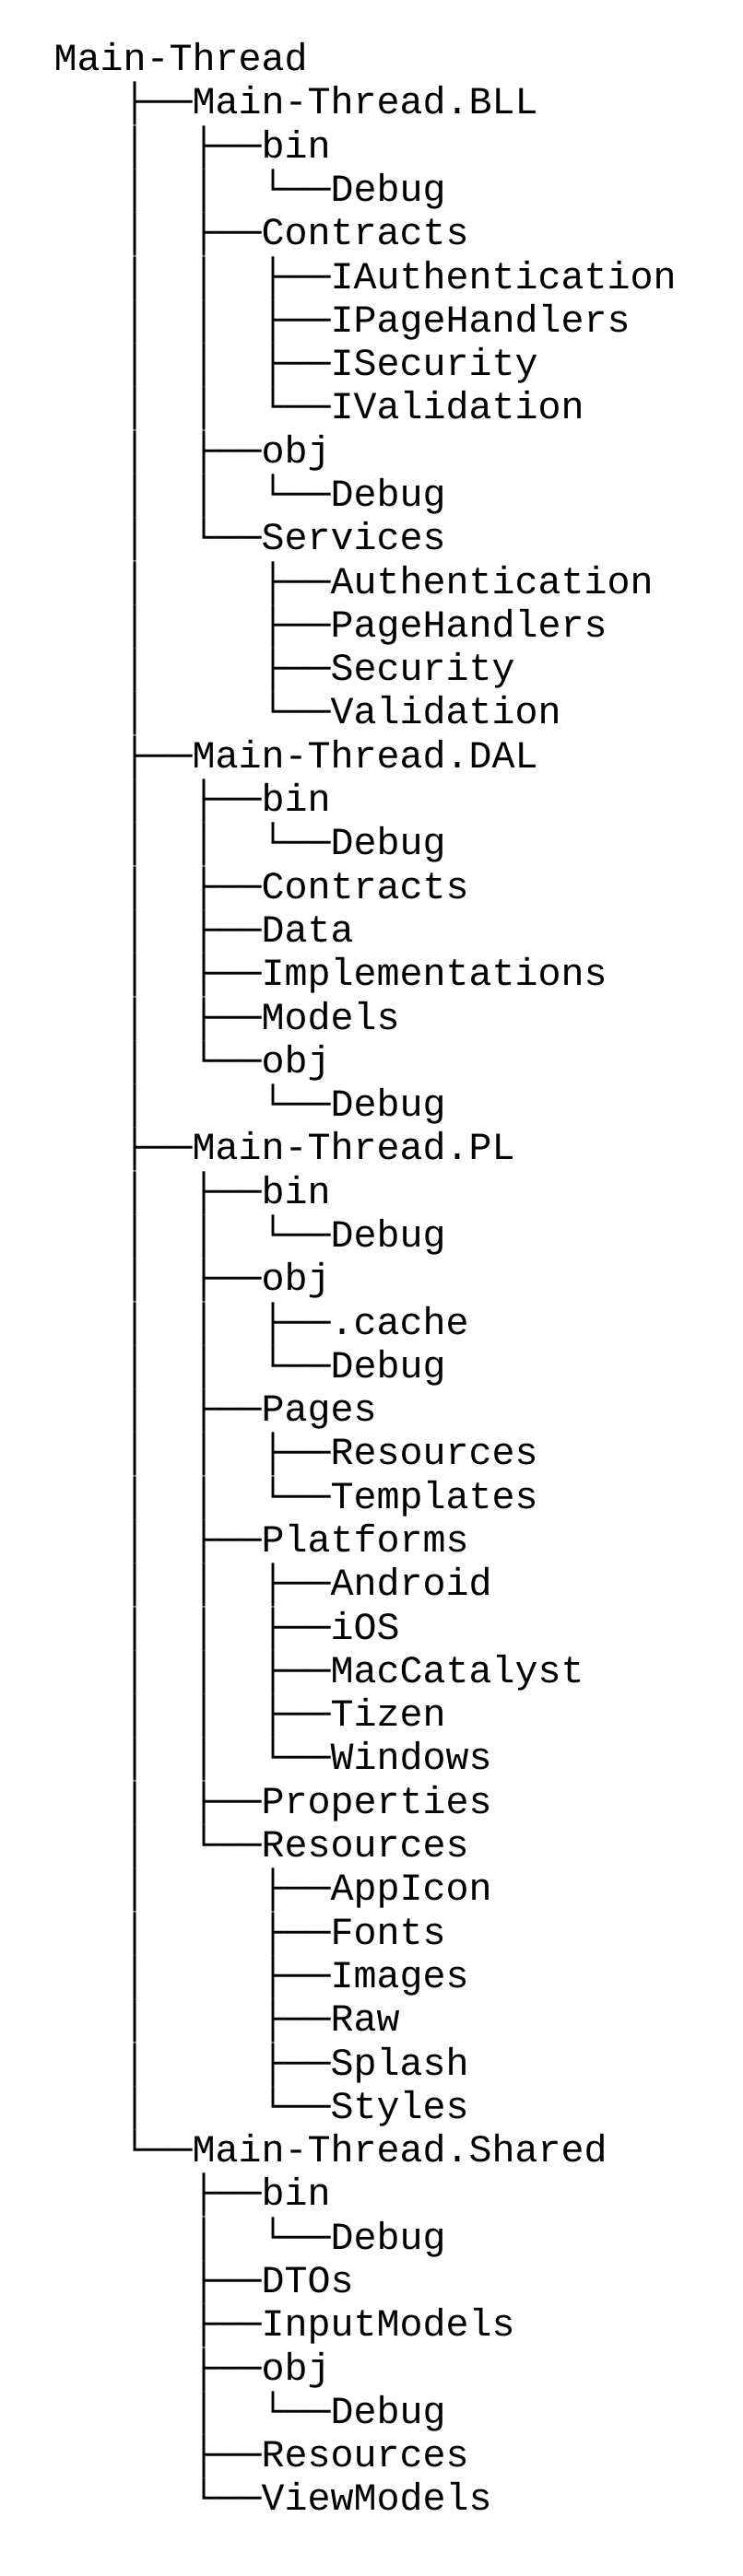 Main-Thread
├──Main-Thread.BLL
│  ├──bin
│  │  └──Debug
│  ├──Contracts
│  │  ├──IAuthentication
│  │  ├──IPageHandlers
│  │  ├──ISecurity
│  │  └──IValidation
│  ├──obj
│  │  └──Debug
│  └──Services
│     ├──Authentication
│     ├──PageHandlers
│     ├──Security
│     └──Validation
├──Main-Thread.DAL
│  ├──bin
│  │  └──Debug
│  ├──Contracts
│  ├──Data
│  ├──Implementations
│  ├──Models
│  └──obj
│     └──Debug
├──Main-Thread.PL
│  ├──bin
│  │  └──Debug
│  ├──obj
│  │  ├──.cache
│  │  └──Debug
│  ├──Pages
│  │  ├──Resources
│  │  └──Templates
│  ├──Platforms
│  │  ├──Android
│  │  ├──iOS
│  │  ├──MacCatalyst
│  │  ├──Tizen
│  │  └──Windows
│  ├──Properties
│  └──Resources
│     ├──AppIcon
│     ├──Fonts
│     ├──Images
│     ├──Raw
│     ├──Splash
│     └──Styles
└──Main-Thread.Shared
   ├──bin
   │  └──Debug
   ├──DTOs
   ├──InputModels
   ├──obj
   │  └──Debug
   ├──Resources
   └──ViewModels